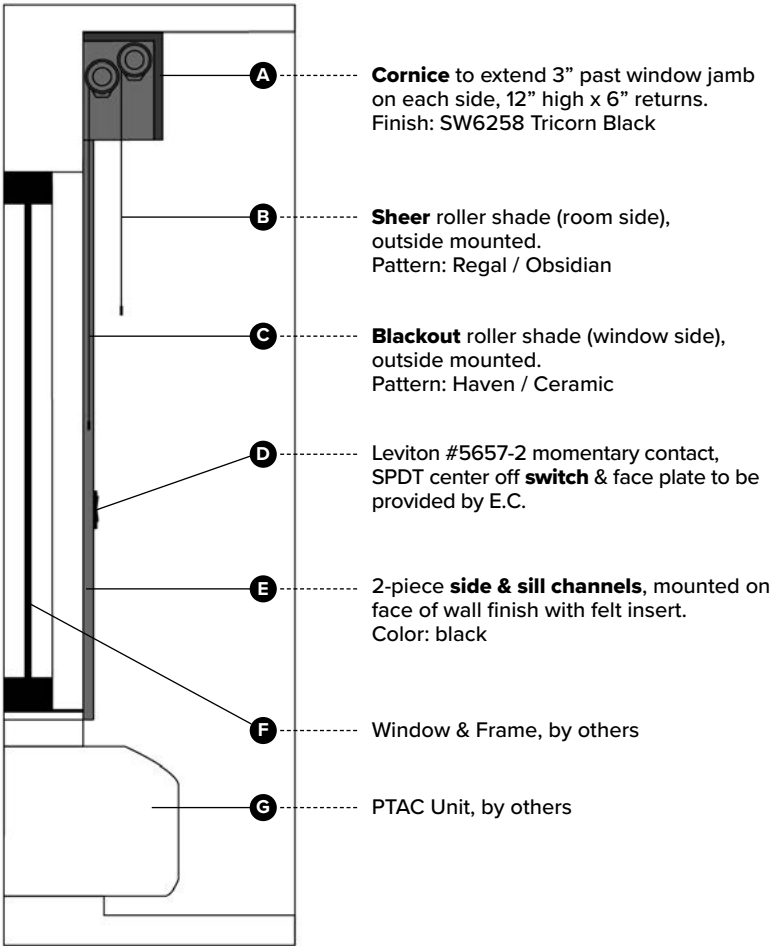 A
Cornice to extend 3” past window jamb
on each side, 12” high x 6” returns.
Finish: SW6258 Tricorn Black
B
Sheer roller shade (room side),
outside mounted.
Pattern: Regal / Obsidian
C
Blackout roller shade (window side),
outside mounted.
Pattern: Haven / Ceramic
D
Leviton #5657-2 momentary contact,
SPDT center off switch & face plate to be
provided by E.C.
E
2-piece side & sill channels, mounted on
face of wall finish with felt insert.
Color: black
F
Window & Frame, by others
G
PTAC Unit, by others